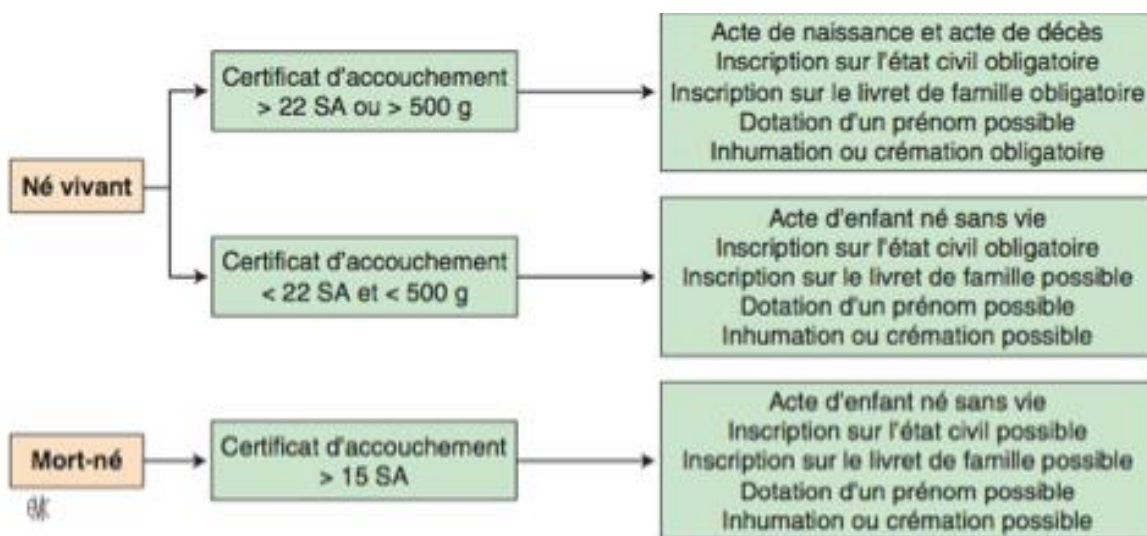 Né vivant
Certificat d'accouchement
> 22 SA ou > 500 g
Acte de naissance et acte de décès
Inscription sur l'état civil obligatoire
Inscription sur le livret de famille obligatoire
Dotation d'un prénom possible
Inhumation ou crémation obligatoire
Certificat d'accouchement
< 22 SA et < 500 g
Acte d'enfant né sans vie
Inscription sur l'état civil obligatoire
Inscription sur le livret de famille possible
Dotation d'un prénom possible
Inhumation ou crémation possible
Mort-né
Certificat d'accouchement
> 15 SA
Acte d'enfant né sans vie
Inscription sur l'état civil possible
Inscription sur le livret de famille possible
Dotation d'un prénom possible
Inhumation ou crémation possible